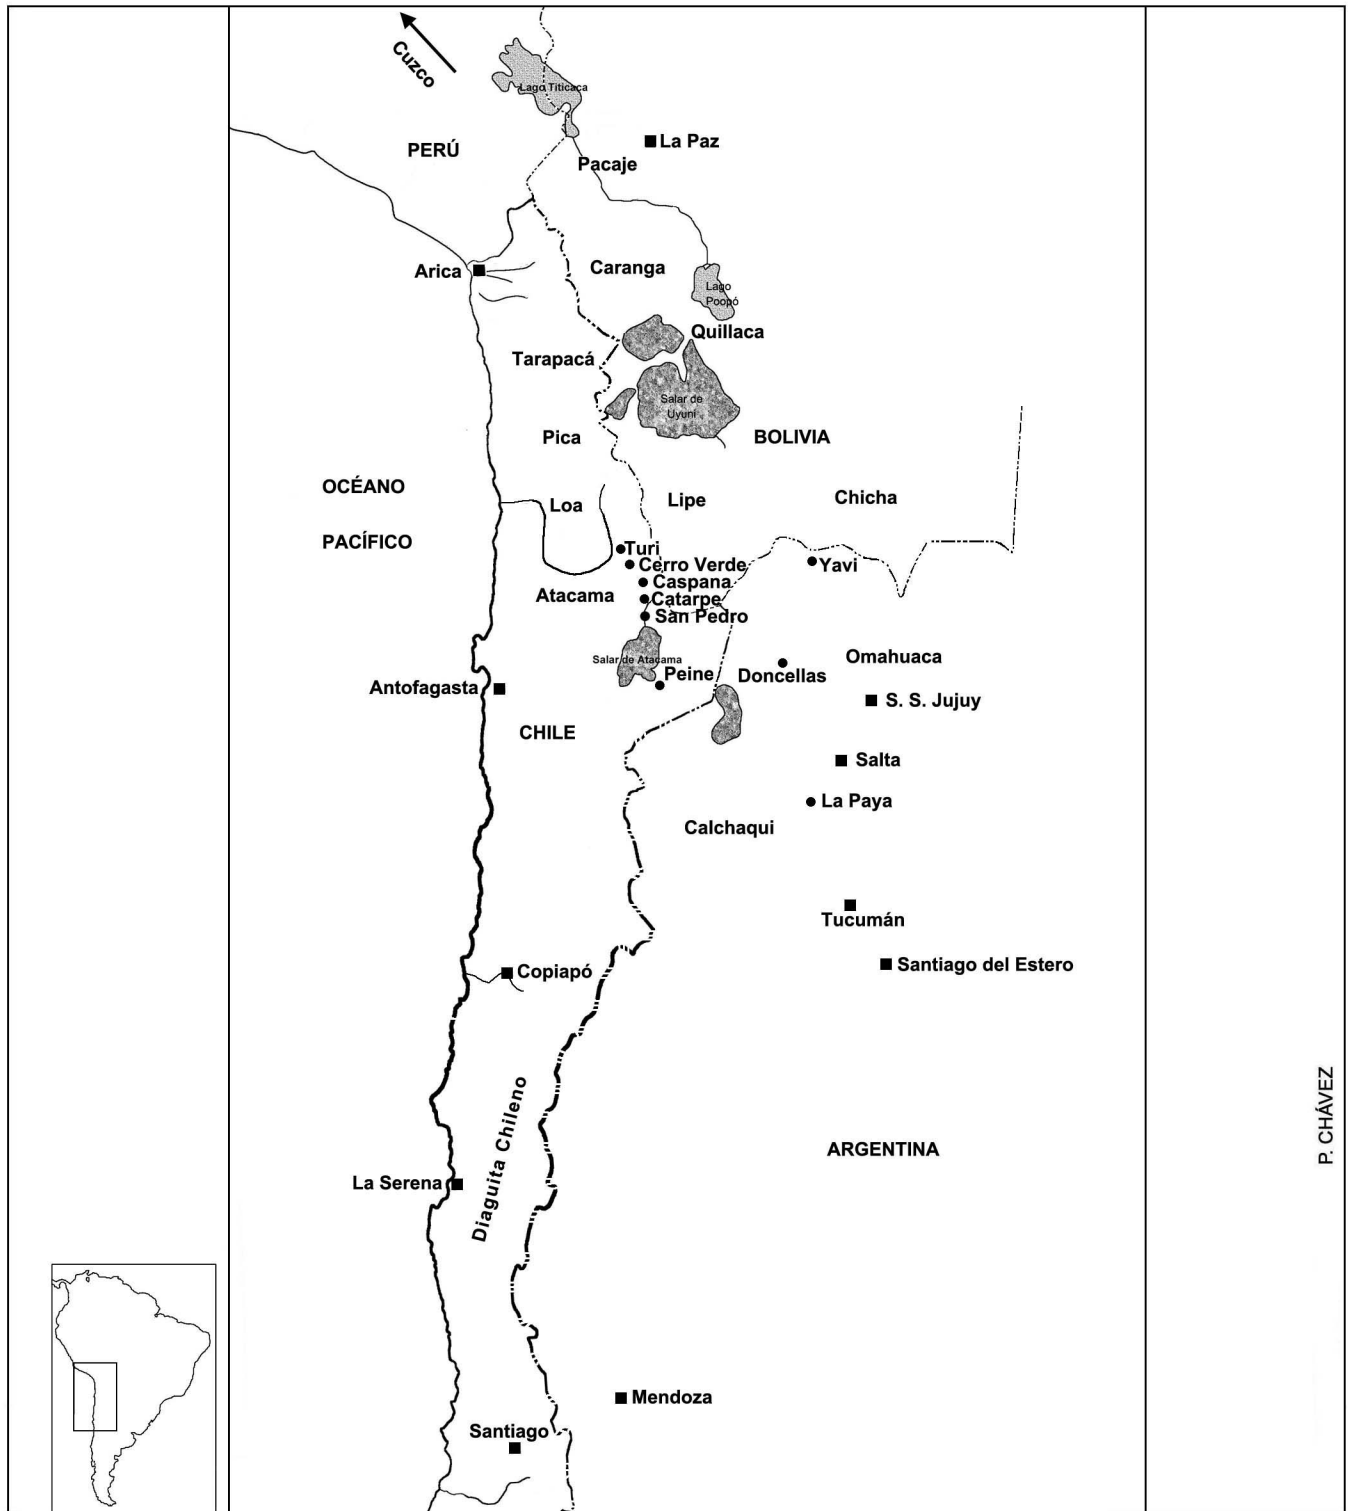 Cuzco
Lago Titicaca
La Paz
PERÚ
Pacaje
Caranga
Arica
Lago
Poopó
Quillaca
Tarapacá
Salar de
Uyuni
Pica
BOLIVIA
OCÉANO
PACÍFICO
Loa
Lipe
Chicha
Turi
Cerro Verde
Yavi
Caspana
Atacama
Catarpe
San Pedro
Salar de Atacama
Omahuaca
Peine
Doncellas
Antofagasta
S. S. Jujuy
CHILE
Salta
La Paya
Calchaqui
Tucumán
Santiago del Estero
Copiapó
Diaguita Chileno
ARGENTINA
La Serena
Mendoza
Santiago
P. CHÁVEZ